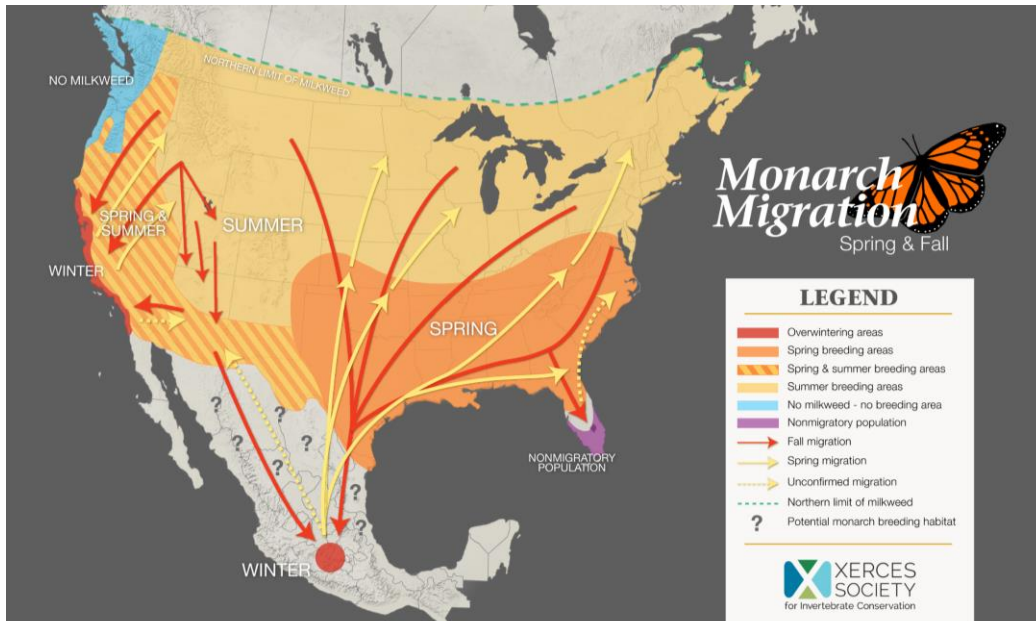 NO MILKWEED
NORTHERN LIMIT OF MILKWEED
SPRING &
SUMMER
SUMMER
WINTER
SPRING
NONMIGRATORY
POPULATION
WINTER
?
?
?
?
?
?
?
Monarch
Migration
Spring & Fall
LEGEND
Overwintering areas
Spring breeding areas
Spring & summer breeding areas
Summer breeding areas
No milkweed - no breeding area
Nonmigratory population
Fall migration
Spring migration
Unconfirmed migration
Northern limit of milkweed
? Potential monarch breeding habitat
XERCES
SOCIETY
for Invertebrate Conservation